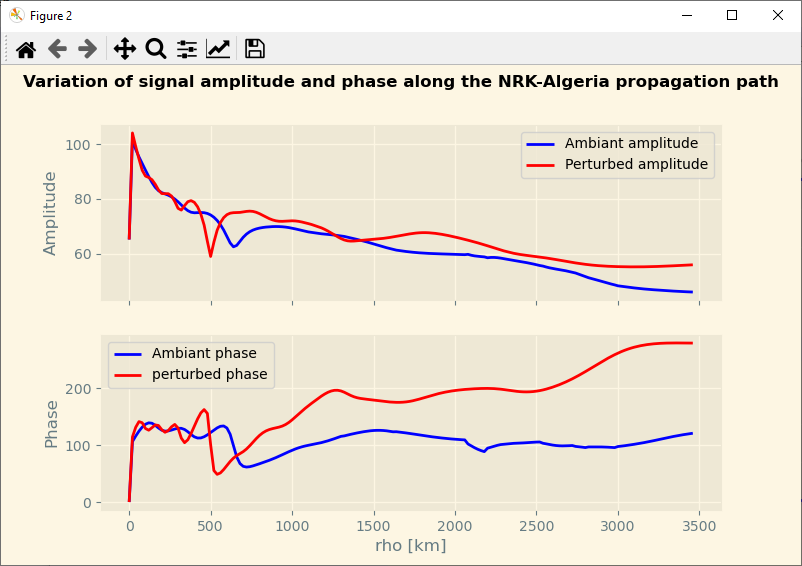 Figure 2
Variation of signal amplitude and phase along the NRK-Algeria propagation path
Amplitude
100
80
60
Ambiant amplitude
Perturbed amplitude
Phase
200
100
0
Ambiant phase
perturbed phase
0 500 1000 1500 2000 2500 3000 3500
rho [km]